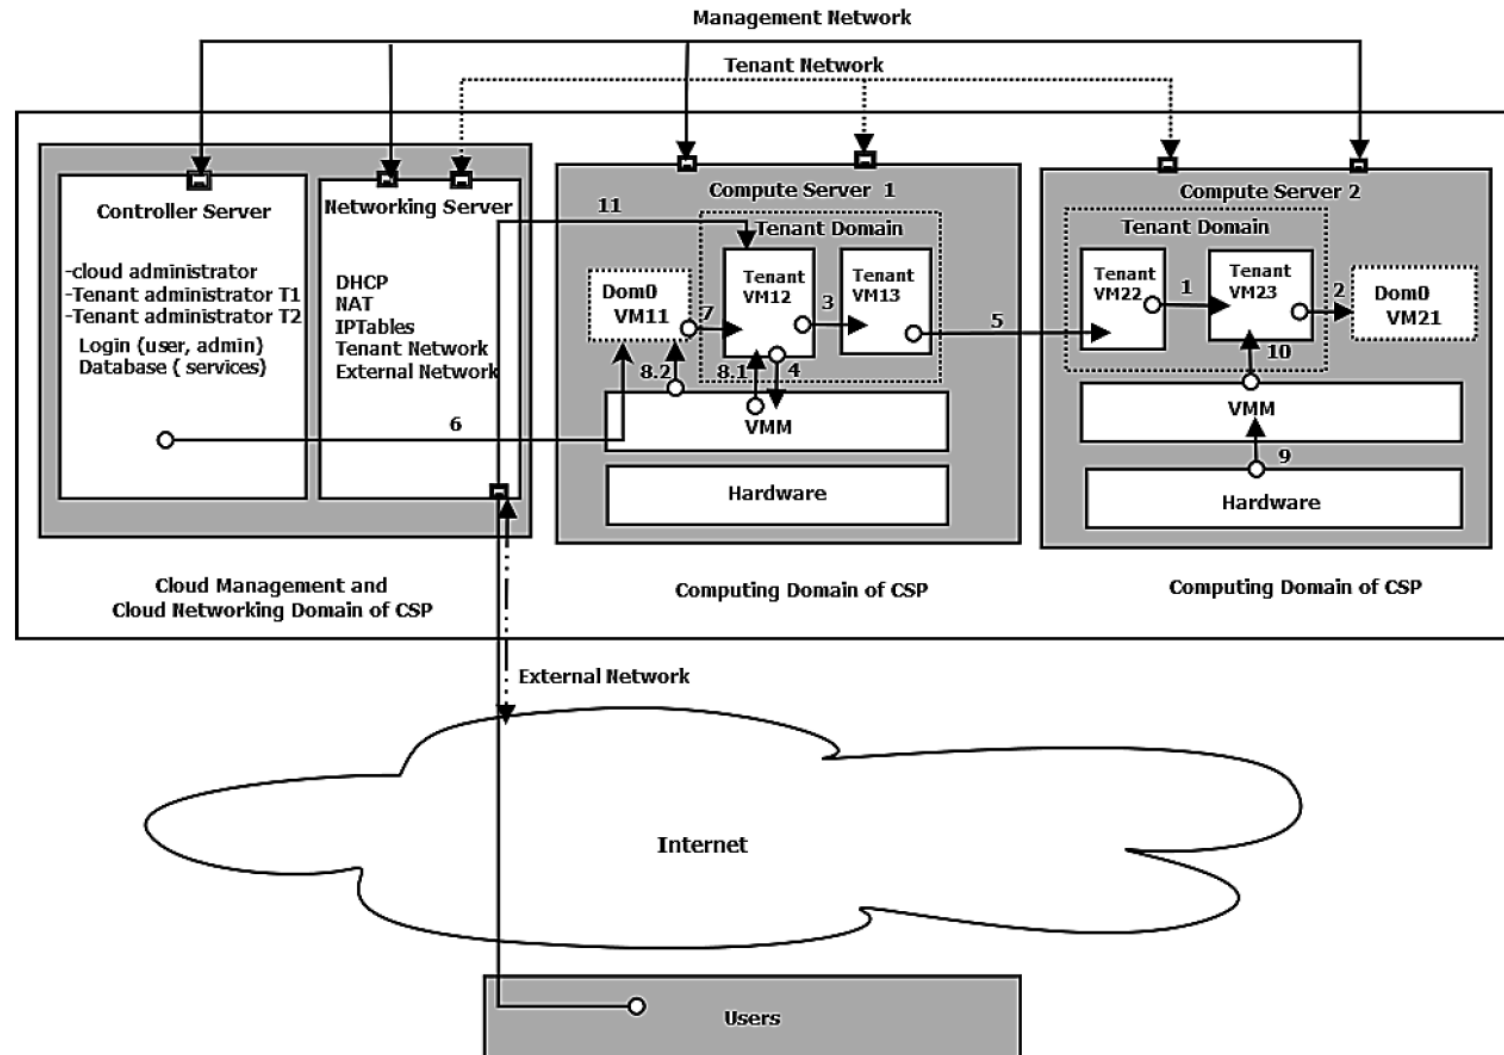 Management Network
Tenant Network
Controller Server
-cloud administrator
-Tenant administrator T1
-Tenant administrator T2
Login (user, admin)
Database ( services)
Networking Server
DHCP
NAT
IPTables
Tenant Network
External Network
6
11
Compute Server 1
Tenant Domain
Dom0
VM11
7
Tenant
VM12
3
Tenant
VM13
5
8.2
8.1
4
VMM
Hardware
Compute Server 2
Tenant Domain
Tenant
VM22
1
Tenant
VM23
2
Dom0
VM21
10
VMM
9
Hardware
Cloud Management and
Cloud Networking Domain of CSP
Computing Domain of CSP
Computing Domain of CSP
External Network
Internet
Users